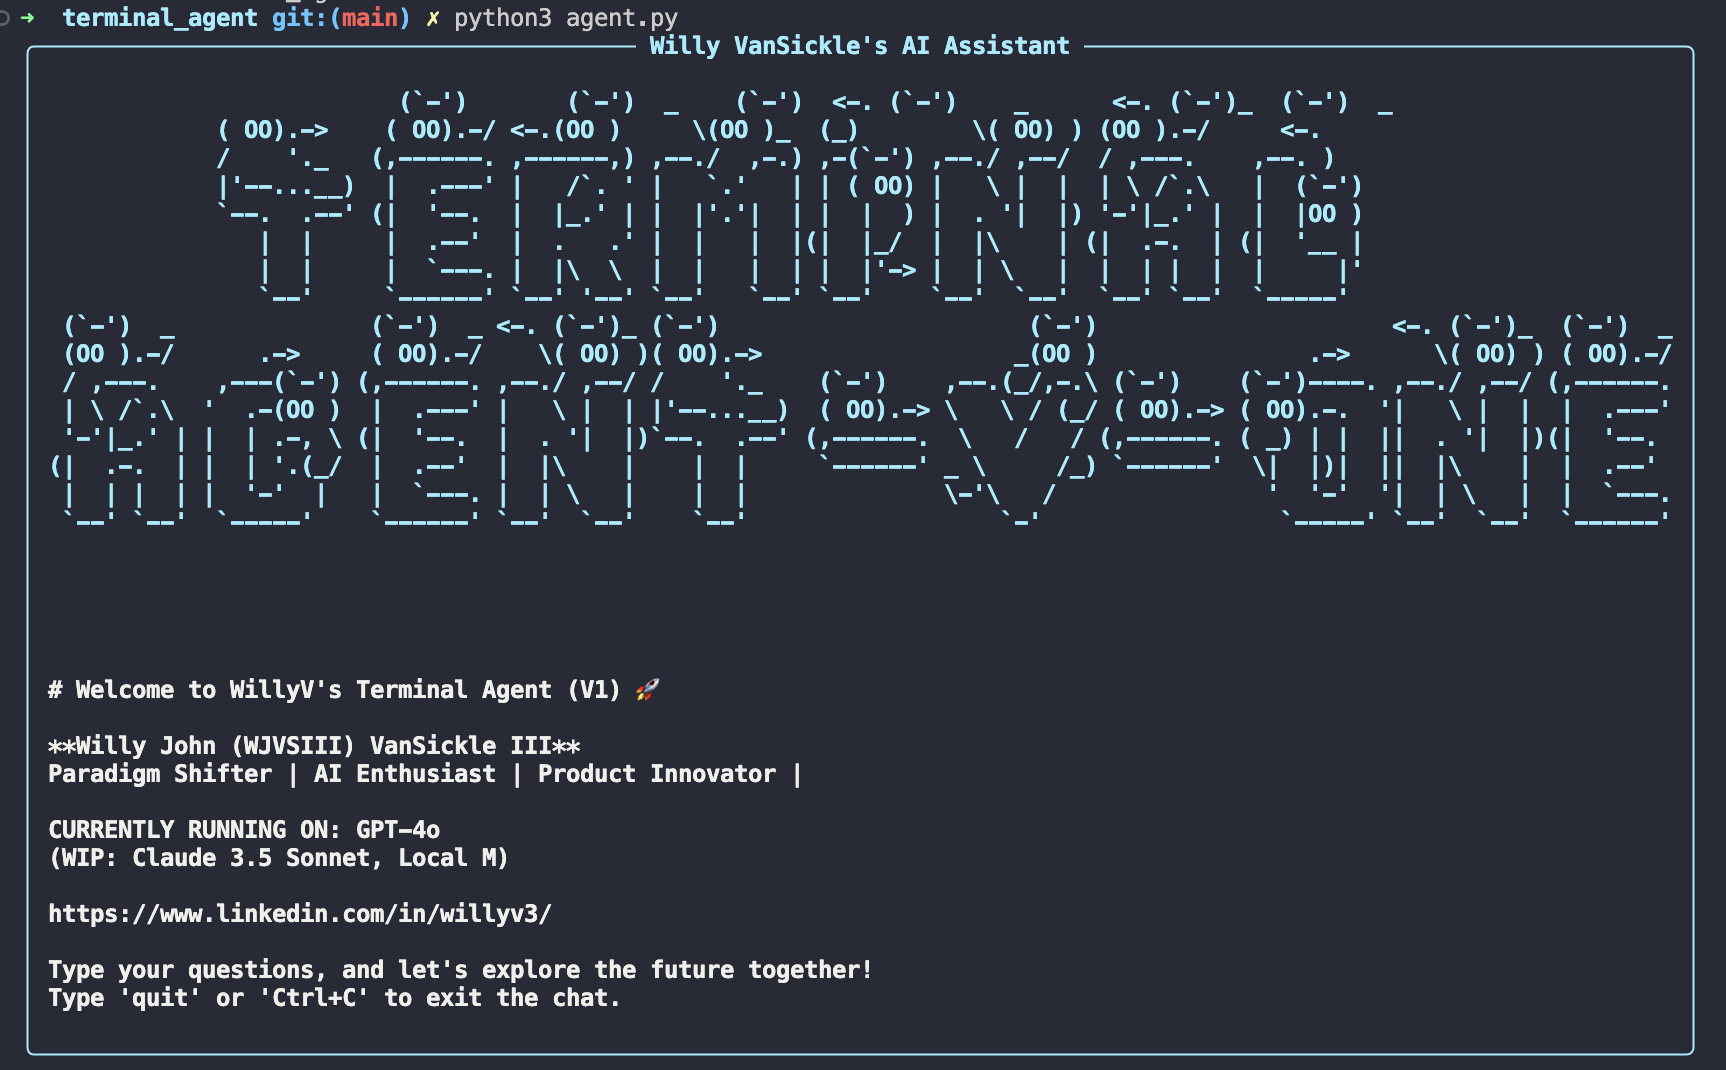 ➜ terminal_agent git:(main) ✗ python3 agent.py
Willy VanSickle's AI Assistant
TERMINAL
AGENT-V-ONE
# Welcome to WillyV's Terminal Agent (V1) 🚀
**Willy John (WJVSIII) VanSickle III**
Paradigm Shifter | AI Enthusiast | Product Innovator |
CURRENTLY RUNNING ON: GPT-4o
(WIP: Claude 3.5 Sonnet, Local M)
https://www.linkedin.com/in/willyv3/
Type your questions, and let's explore the future together!
Type 'quit' or 'Ctrl+C' to exit the chat.